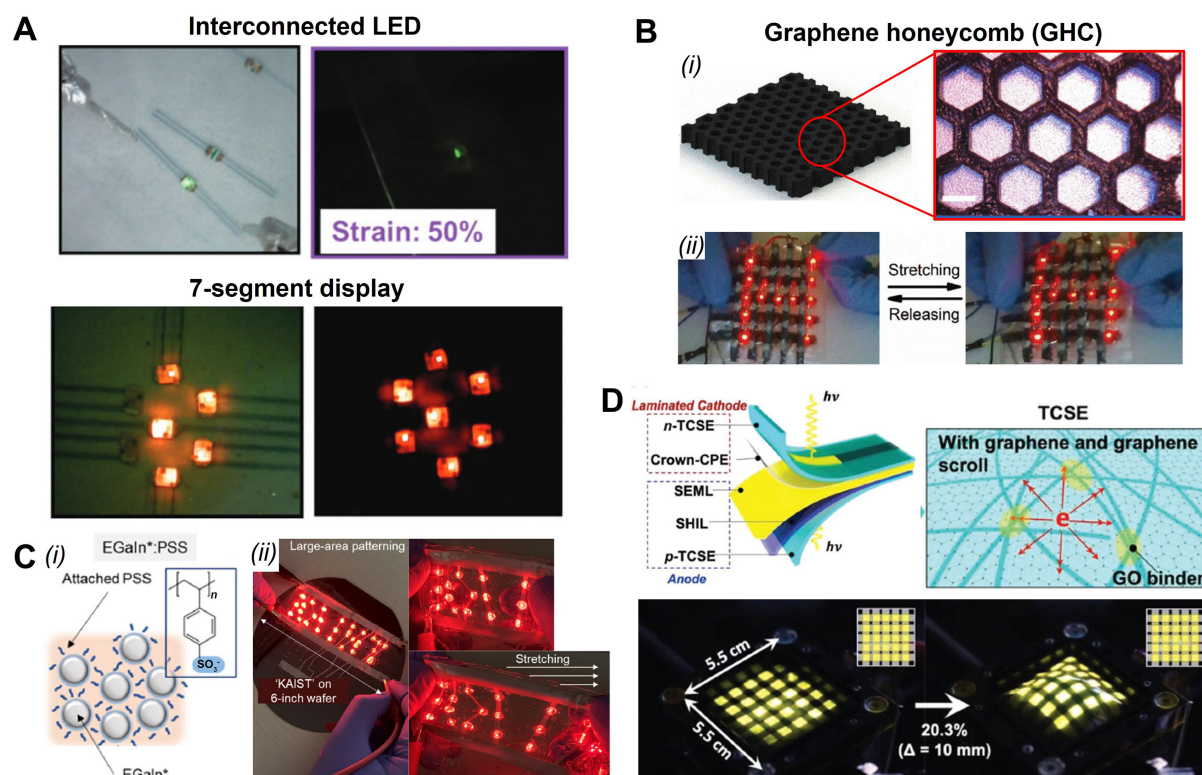 A
Interconnected LED
Strain: 50%
7-segment display
B
Graphene honeycomb (GHC)
(i)
(ii)
Stretching
Releasing
C
(i)
EGaIn*:PSS
Attached PSS
n
SO₃⁻
EGaIn*
(ii)
Large-area patterning
'KAIST' on
6-inch wafer
Stretching
D
Laminated Cathode
n-TCSE
Crown-CPE
SEML
SHIL
p-TCSE
Anode
hν
hν
TCSE
With graphene and graphene
scroll
e
GO binder
5.5 cm
5.5 cm
20.3%
(Δ = 10 mm)